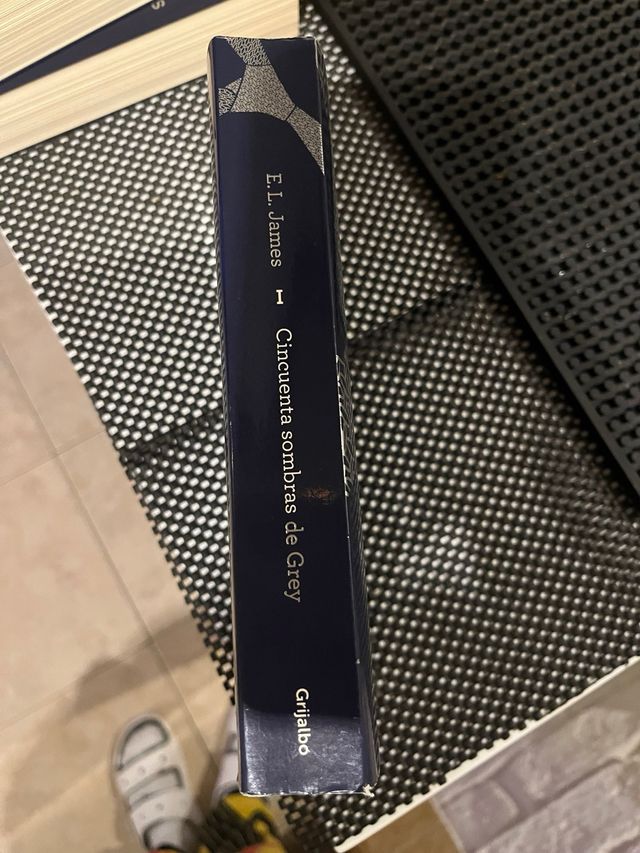 E. L. James
I
Cincuenta sombras de Grey
Grijalbo
S